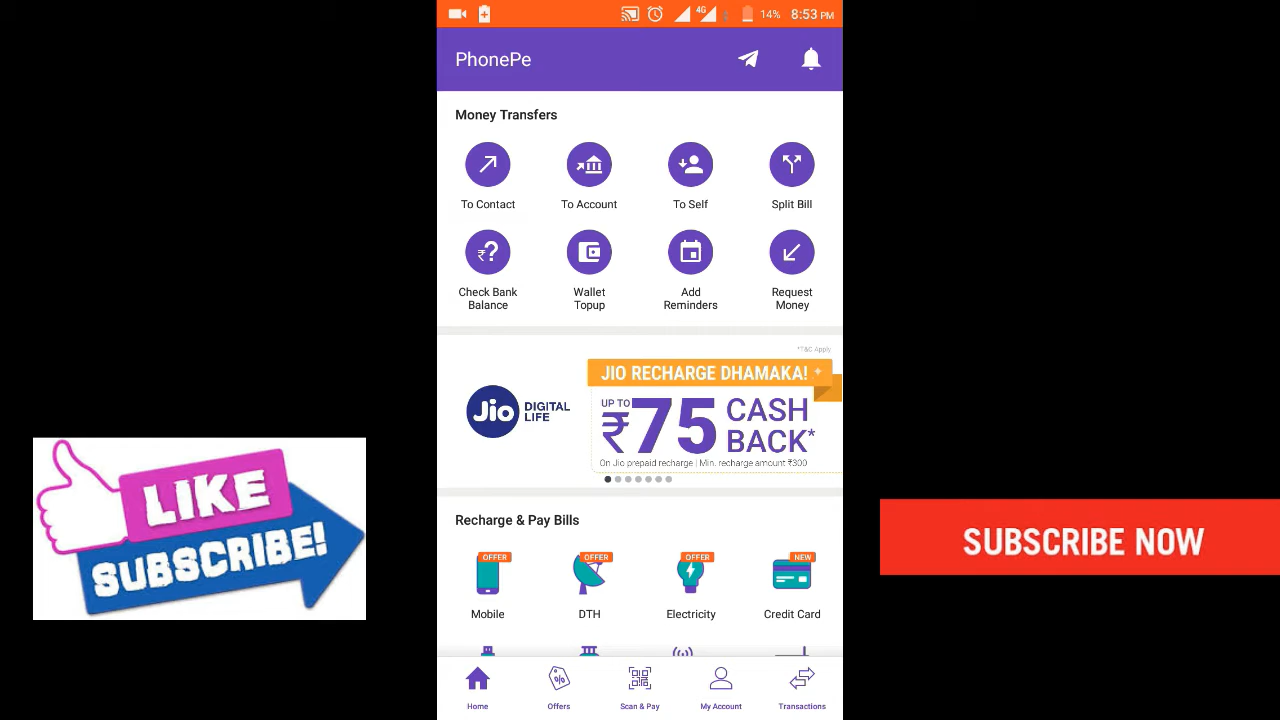 4G 14% 8:53 PM
PhonePe
Money Transfers
To Contact To Account To Self Split Bill
₹?
Check Bank Balance
Wallet Topup
Add Reminders
Request Money
*T&C Apply
JIO RECHARGE DHAMAKA!
Jio DIGITAL LIFE
UP TO ₹75 CASH BACK*
On Jio prepaid recharge | Min. recharge amount ₹300
LIKE
SUBSCRIBE!
SUBSCRIBE NOW
Recharge & Pay Bills
OFFER OFFER OFFER NEW
Mobile DTH Electricity Credit Card
%
Home Offers Scan & Pay My Account Transactions